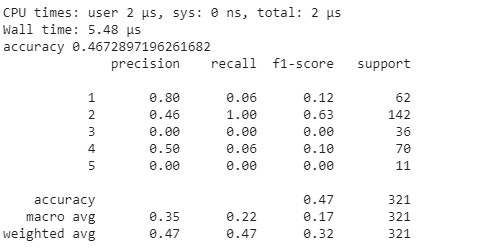 CPU times: user 2 µs, sys: 0 ns, total: 2 µs
Wall time: 5.48 µs
accuracy 0.4672897196261682
precision recall f1-score support
1 0.80 0.06 0.12 62
2 0.46 1.00 0.63 142
3 0.00 0.00 0.00 36
4 0.50 0.06 0.10 70
5 0.00 0.00 0.00 11
accuracy 0.47 321
macro avg 0.35 0.22 0.17 321
weighted avg 0.47 0.47 0.32 321